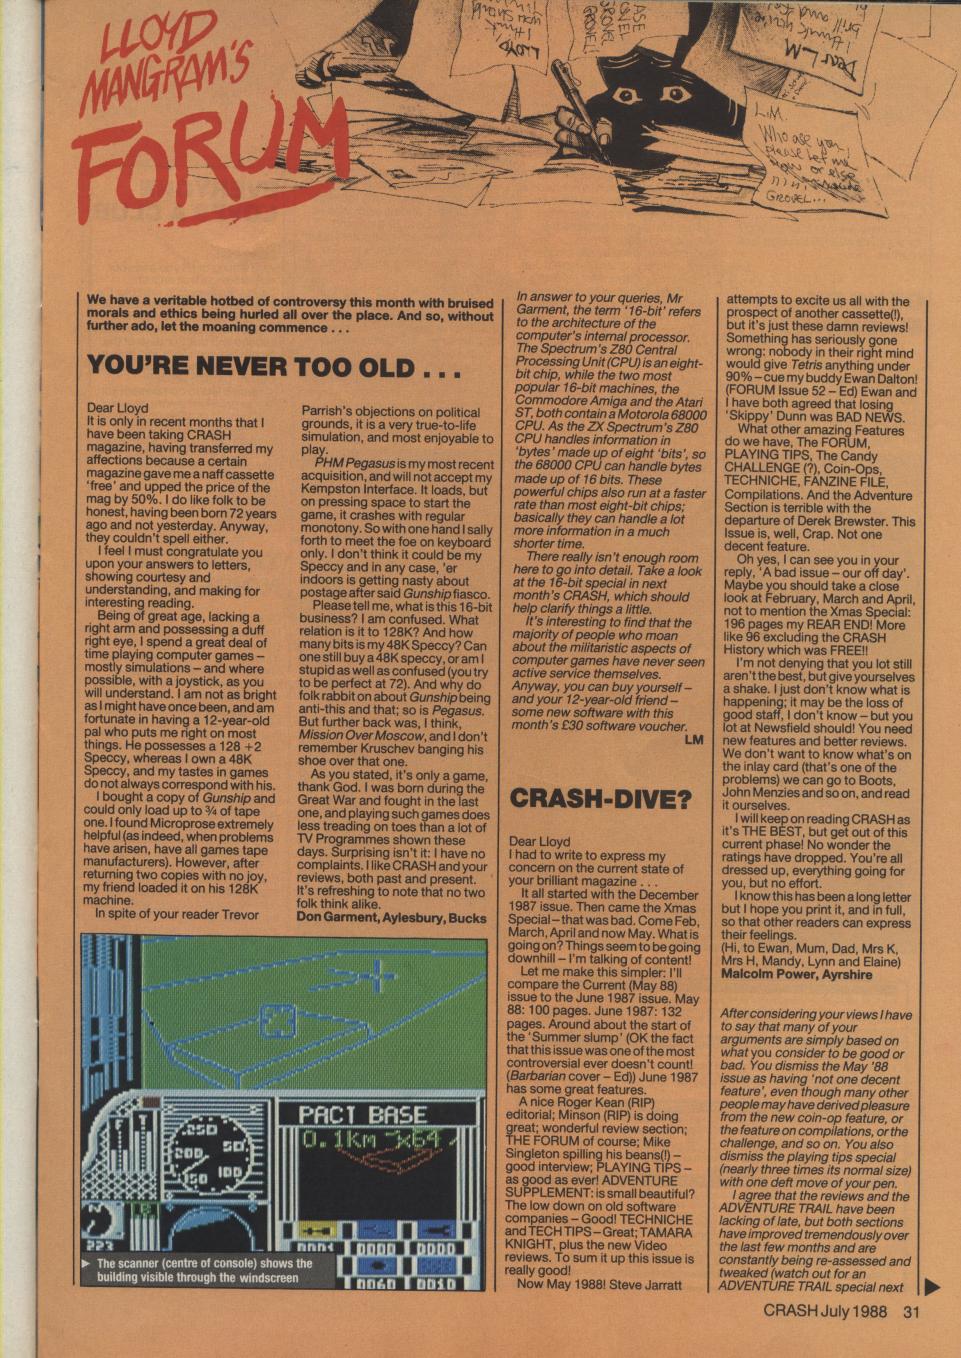 LLOYD
MANGRAM'S
FORUM
LLOYD
Dear LM
L.M.
Who are you
please let me
or else
GROVEL...
We have a veritable hotbed of controversy this month with bruised
morals and ethics being hurled all over the place. And so, without
further ado, let the moaning commence . . .
YOU'RE NEVER TOO OLD . . .
Dear Lloyd
It is only in recent months that I
have been taking CRASH
magazine, having transferred my
affections because a certain
magazine gave me a naff cassette
'free' and upped the price of the
mag by 50%. I do like folk to be
honest, having been born 72 years
ago and not yesterday. Anyway,
they couldn't spell either.
I feel I must congratulate you
upon your answers to letters,
showing courtesy and
understanding, and making for
interesting reading.
Being of great age, lacking a
right arm and possessing a duff
right eye, I spend a great deal of
time playing computer games –
mostly simulations – and where
possible, with a joystick, as you
will understand. I am not as bright
as I might have once been, and am
fortunate in having a 12-year-old
pal who puts me right on most
things. He possesses a 128 +2
Speccy, whereas I own a 48K
Speccy, and my tastes in games
do not always correspond with his.
I bought a copy of Gunship and
could only load up to ¾ of tape
one. I found Microprose extremely
helpful (as indeed, when problems
have arisen, have all games tape
manufacturers). However, after
returning two copies with no joy,
my friend loaded it on his 128K
machine.
In spite of your reader Trevor
Parrish's objections on political
grounds, it is a very true-to-life
simulation, and most enjoyable to
play.
PHM Pegasus is my most recent
acquisition, and will not accept my
Kempston Interface. It loads, but
on pressing space to start the
game, it crashes with regular
monotony. So with one hand I sally
forth to meet the foe on keyboard
only. I don't think it could be my
Speccy and in any case, 'er
indoors is getting nasty about
postage after said Gunship fiasco.
Please tell me, what is this 16-bit
business? I am confused. What
relation is it to 128K? And how
many bits is my 48K Speccy? Can
one still buy a 48K speccy, or am I
stupid as well as confused (you try
to be perfect at 72). And why do
folk rabbit on about Gunship being
anti-this and that; so is Pegasus.
But further back was, I think,
Mission Over Moscow, and I don't
remember Kruschev banging his
shoe over that one.
As you stated, it's only a game,
thank God. I was born during the
Great War and fought in the last
one, and playing such games does
less treading on toes than a lot of
TV Programmes shown these
days. Surprising isn't it: I have no
complaints. I like CRASH and your
reviews, both past and present.
It's refreshing to note that no two
folk think alike.
Don Garment, Aylesbury, Bucks
PACT BASE
0.1Km ×64
250
50
200
150
100
223
0001 0000 0000
0060 0010
The scanner (centre of console) shows the
building visible through the windscreen
In answer to your queries, Mr
Garment, the term '16-bit' refers
to the architecture of the
computer's internal processor.
The Spectrum's Z80 Central
Processing Unit (CPU) is an eight-
bit chip, while the two most
popular 16-bit machines, the
Commodore Amiga and the Atari
ST, both contain a Motorola 68000
CPU. As the ZX Spectrum's Z80
CPU handles information in
'bytes' made up of eight 'bits', so
the 68000 CPU can handle bytes
made up of 16 bits. These
powerful chips also run at a faster
rate than most eight-bit chips;
basically they can handle a lot
more information in a much
shorter time.
There really isn't enough room
here to go into detail. Take a look
at the 16-bit special in next
month's CRASH, which should
help clarify things a little.
It's interesting to find that the
majority of people who moan
about the militaristic aspects of
computer games have never seen
active service themselves.
Anyway, you can buy yourself –
and your 12-year-old friend –
some new software with this
month's £30 software voucher.
LM
CRASH-DIVE?
Dear Lloyd
I had to write to express my
concern on the current state of
your brilliant magazine . . .
It all started with the December
1987 issue. Then came the Xmas
Special – that was bad. Come Feb,
March, April and now May. What is
going on? Things seem to be going
downhill – I'm talking of content!
Let me make this simpler: I'll
compare the Current (May 88)
issue to the June 1987 issue. May
88: 100 pages. June 1987: 132
pages. Around about the start of
the 'Summer slump' (OK the fact
that this issue was one of the most
controversial ever doesn't count!
(Barbarian cover – Ed)) June 1987
has some great features.
A nice Roger Kean (RIP)
editorial; Minson (RIP) is doing
great; wonderful review section;
THE FORUM of course; Mike
Singleton spilling his beans(!) –
good interview; PLAYING TIPS –
as good as ever! ADVENTURE
SUPPLEMENT: is small beautiful?
The low down on old software
companies – Good! TECHNICHE
and TECH TIPS – Great; TAMARA
KNIGHT, plus the new Video
reviews. To sum it up this issue is
really good!
Now May 1988! Steve Jarratt
attempts to excite us all with the
prospect of another cassette(!),
but it's just these damn reviews!
Something has seriously gone
wrong: nobody in their right mind
would give Tetris anything under
90% – cue my buddy Ewan Dalton!
(FORUM Issue 52 – Ed) Ewan and
I have both agreed that losing
'Skippy' Dunn was BAD NEWS.
What other amazing Features
do we have, The FORUM,
PLAYING TIPS, The Candy
CHALLENGE (?), Coin-Ops,
TECHNICHE, FANZINE FILE,
Compilations. And the Adventure
Section is terrible with the
departure of Derek Brewster. This
Issue is, well, Crap. Not one
decent feature.
Oh yes, I can see you in your
reply, 'A bad issue – our off day'.
Maybe you should take a close
look at February, March and April,
not to mention the Xmas Special:
196 pages my REAR END! More
like 96 excluding the CRASH
History which was FREE!!
I'm not denying that you lot still
aren't the best, but give yourselves
a shake. I just don't know what is
happening; it may be the loss of
good staff, I don't know – but you
lot at Newsfield should! You need
new features and better reviews.
We don't want to know what's on
the inlay card (that's one of the
problems) we can go to Boots,
John Menzies and so on, and read
it ourselves.
I will keep on reading CRASH as
it's THE BEST, but get out of this
current phase! No wonder the
ratings have dropped. You're all
dressed up, everything going for
you, but no effort.
I know this has been a long letter
but I hope you print it, and in full,
so that other readers can express
their feelings.
(Hi, to Ewan, Mum, Dad, Mrs K,
Mrs H, Mandy, Lynn and Elaine)
Malcolm Power, Ayrshire
After considering your views I have
to say that many of your
arguments are simply based on
what you consider to be good or
bad. You dismiss the May '88
issue as having 'not one decent
feature', even though many other
people may have derived pleasure
from the new coin-op feature, or
the feature on compilations, or the
challenge, and so on. You also
dismiss the playing tips special
(nearly three times its normal size)
with one deft move of your pen.
I agree that the reviews and the
ADVENTURE TRAIL have been
lacking of late, but both sections
have improved tremendously over
the last few months and are
constantly being re-assessed and
tweaked (watch out for an
ADVENTURE TRAIL special next
CRASH July 1988 31